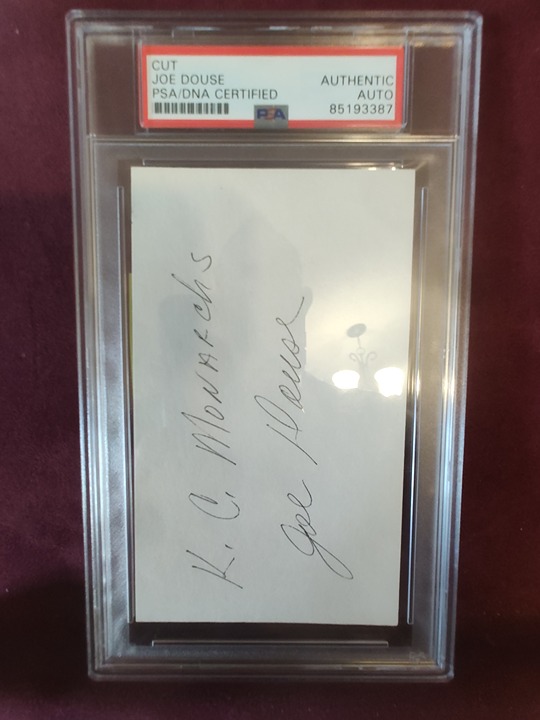 CUT
JOE DOUSE
PSA/DNA CERTIFIED
AUTHENTIC
AUTO
85193387
PSA
K. C. MONARChs
Joe Douse